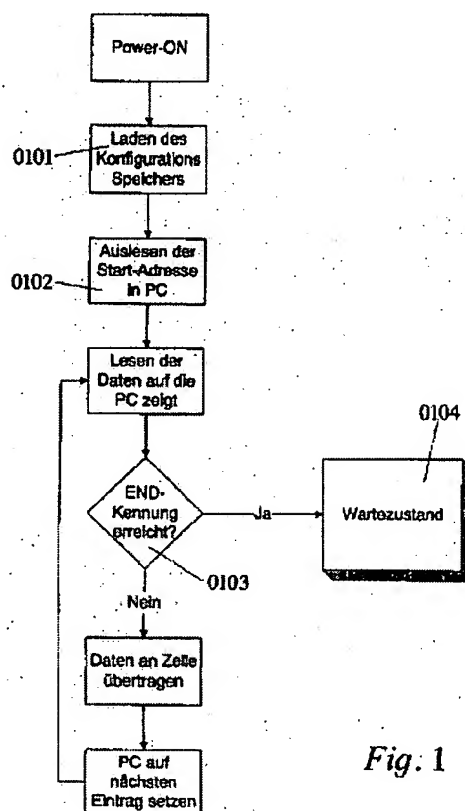 Power-ON
0101
Laden des
Konfigurations
Speichers
0102
Auslesen der
Start-Adresse
in PC
Lesen der
Daten auf die
PC zeigt
0104
END-
Kennung
erreicht?
Ja
Wartezustand
0103
Nein
Daten an Zelle
übertragen
PC auf
nächsten
Eintrag setzen
Fig. 1